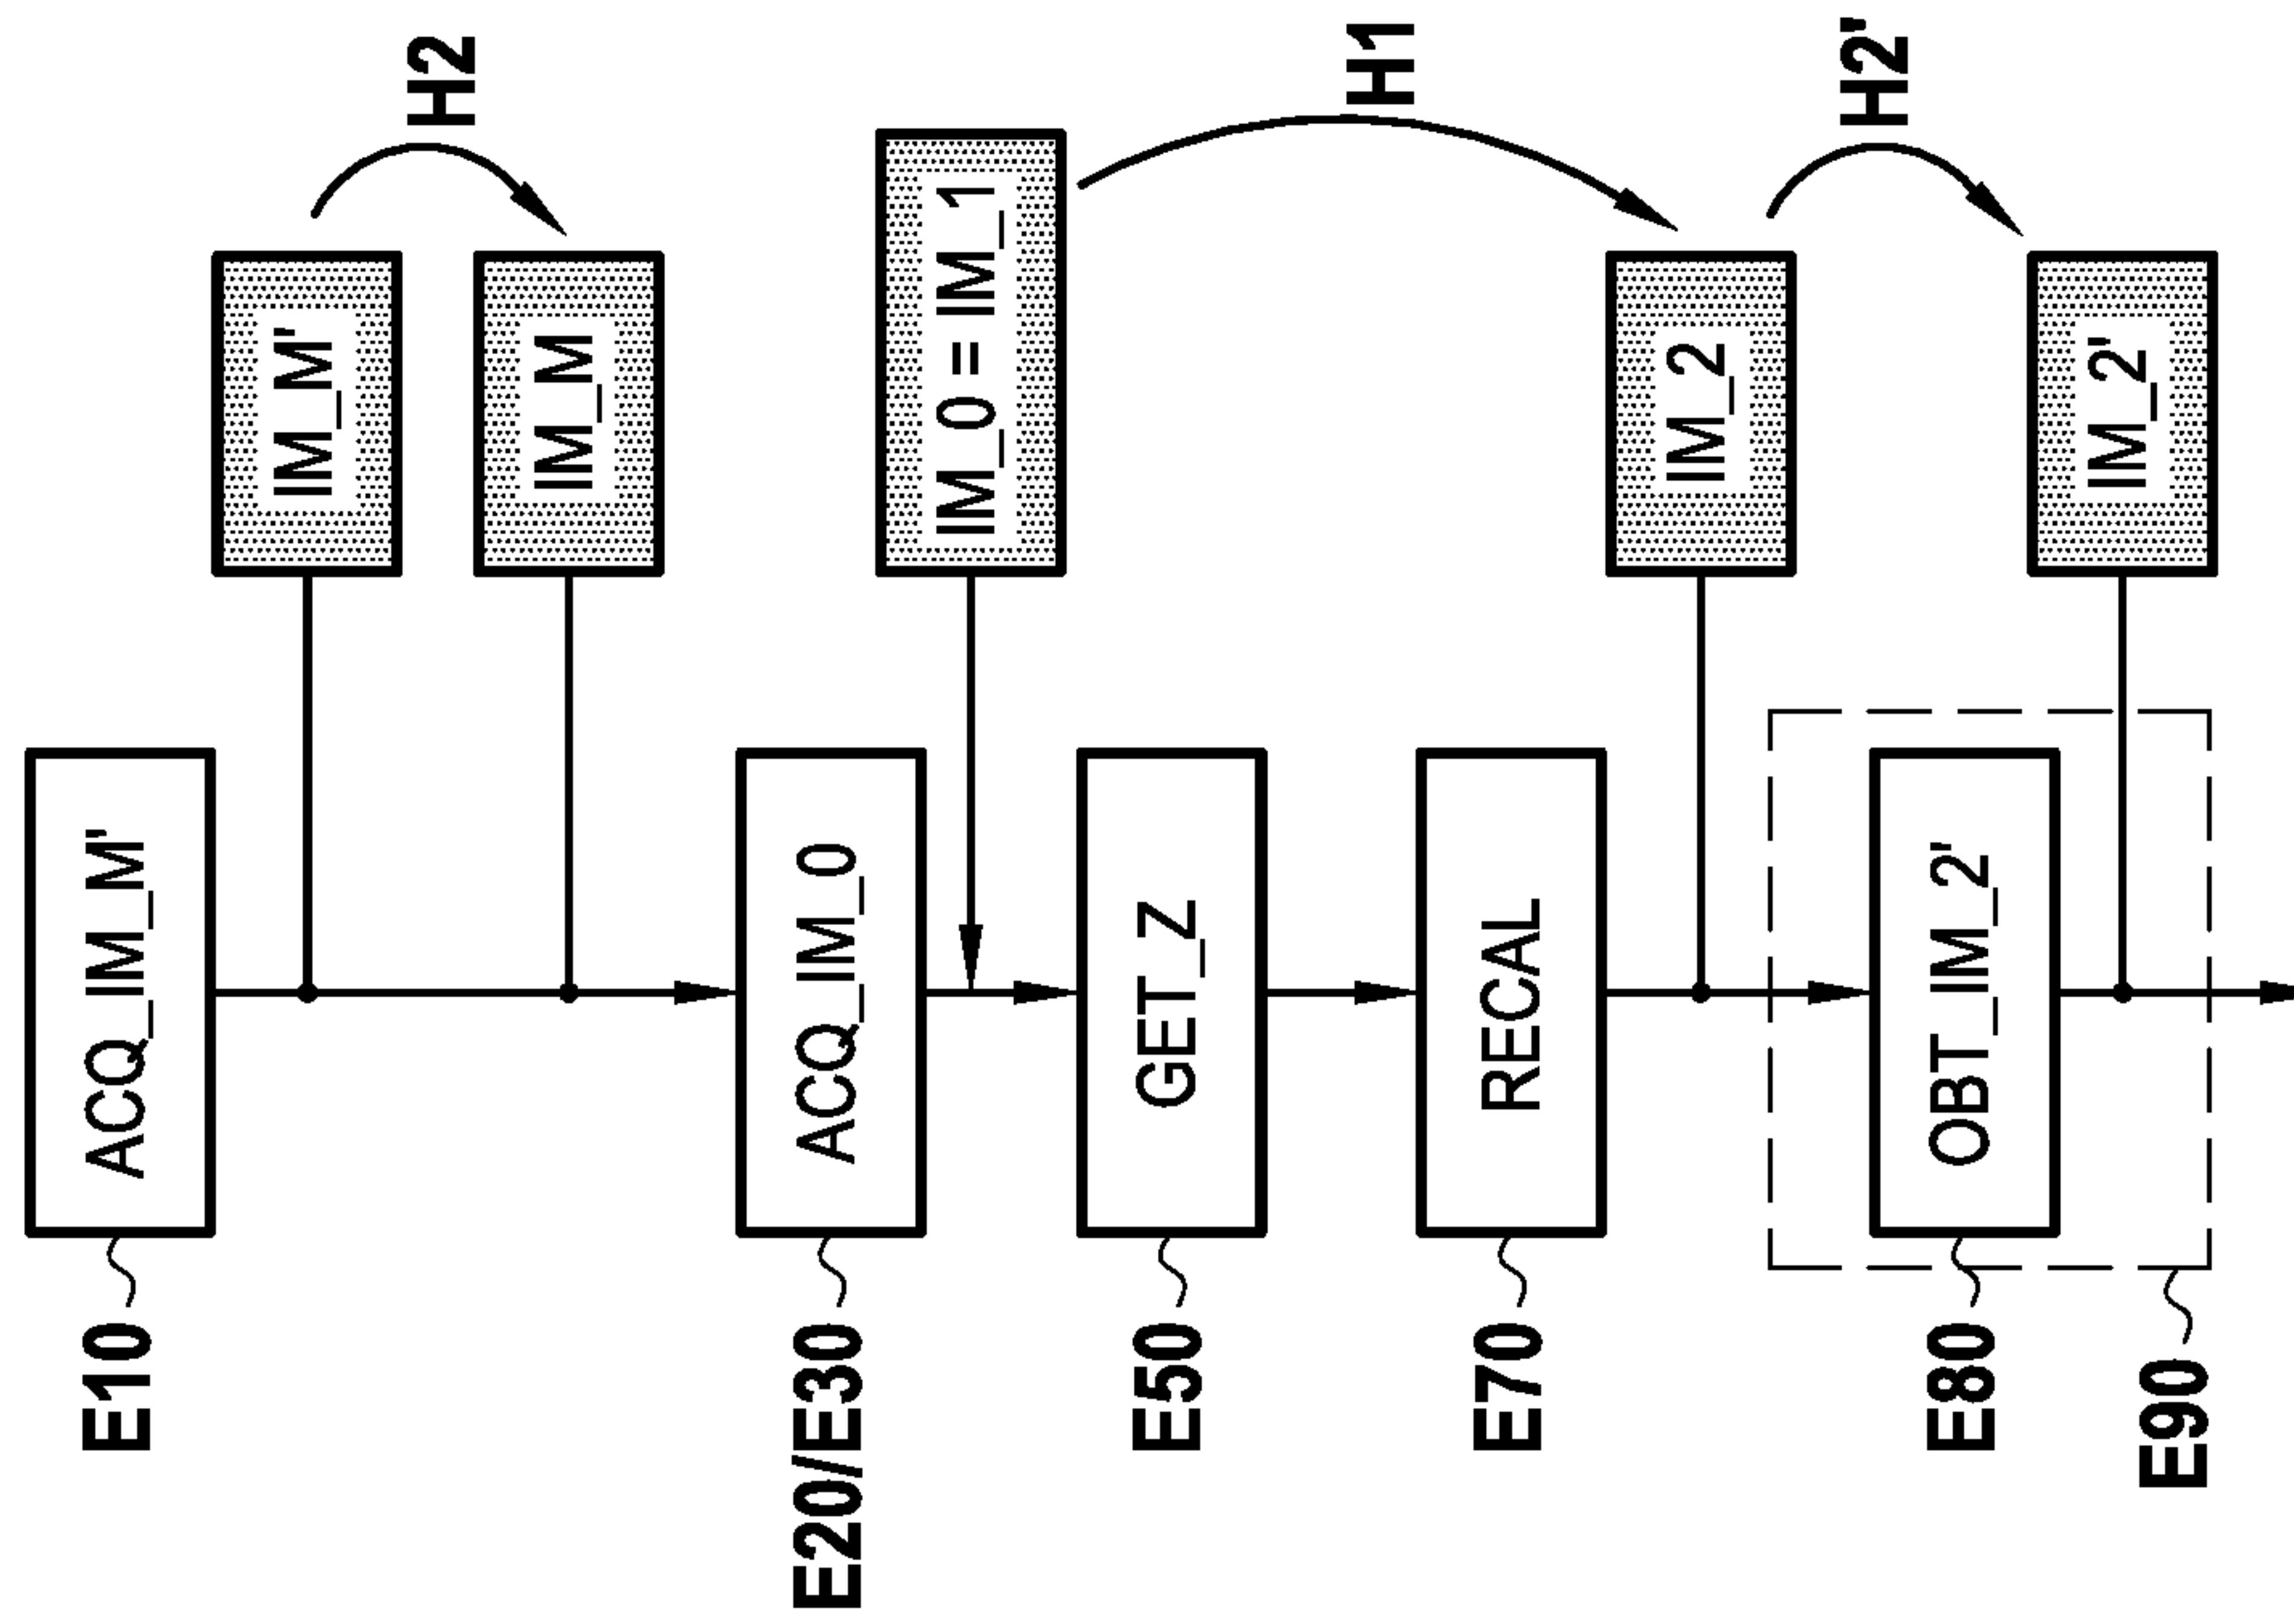 E10
ACQ_IM_M'
IM_M'
H2
IM_M
E20/E30
ACQ_IM_0
IM_0 = IM_1
E50
GET_Z
H1
E70
RECAL
IM_2
E80
OBT_IM_2'
H2'
E90
IM_2'